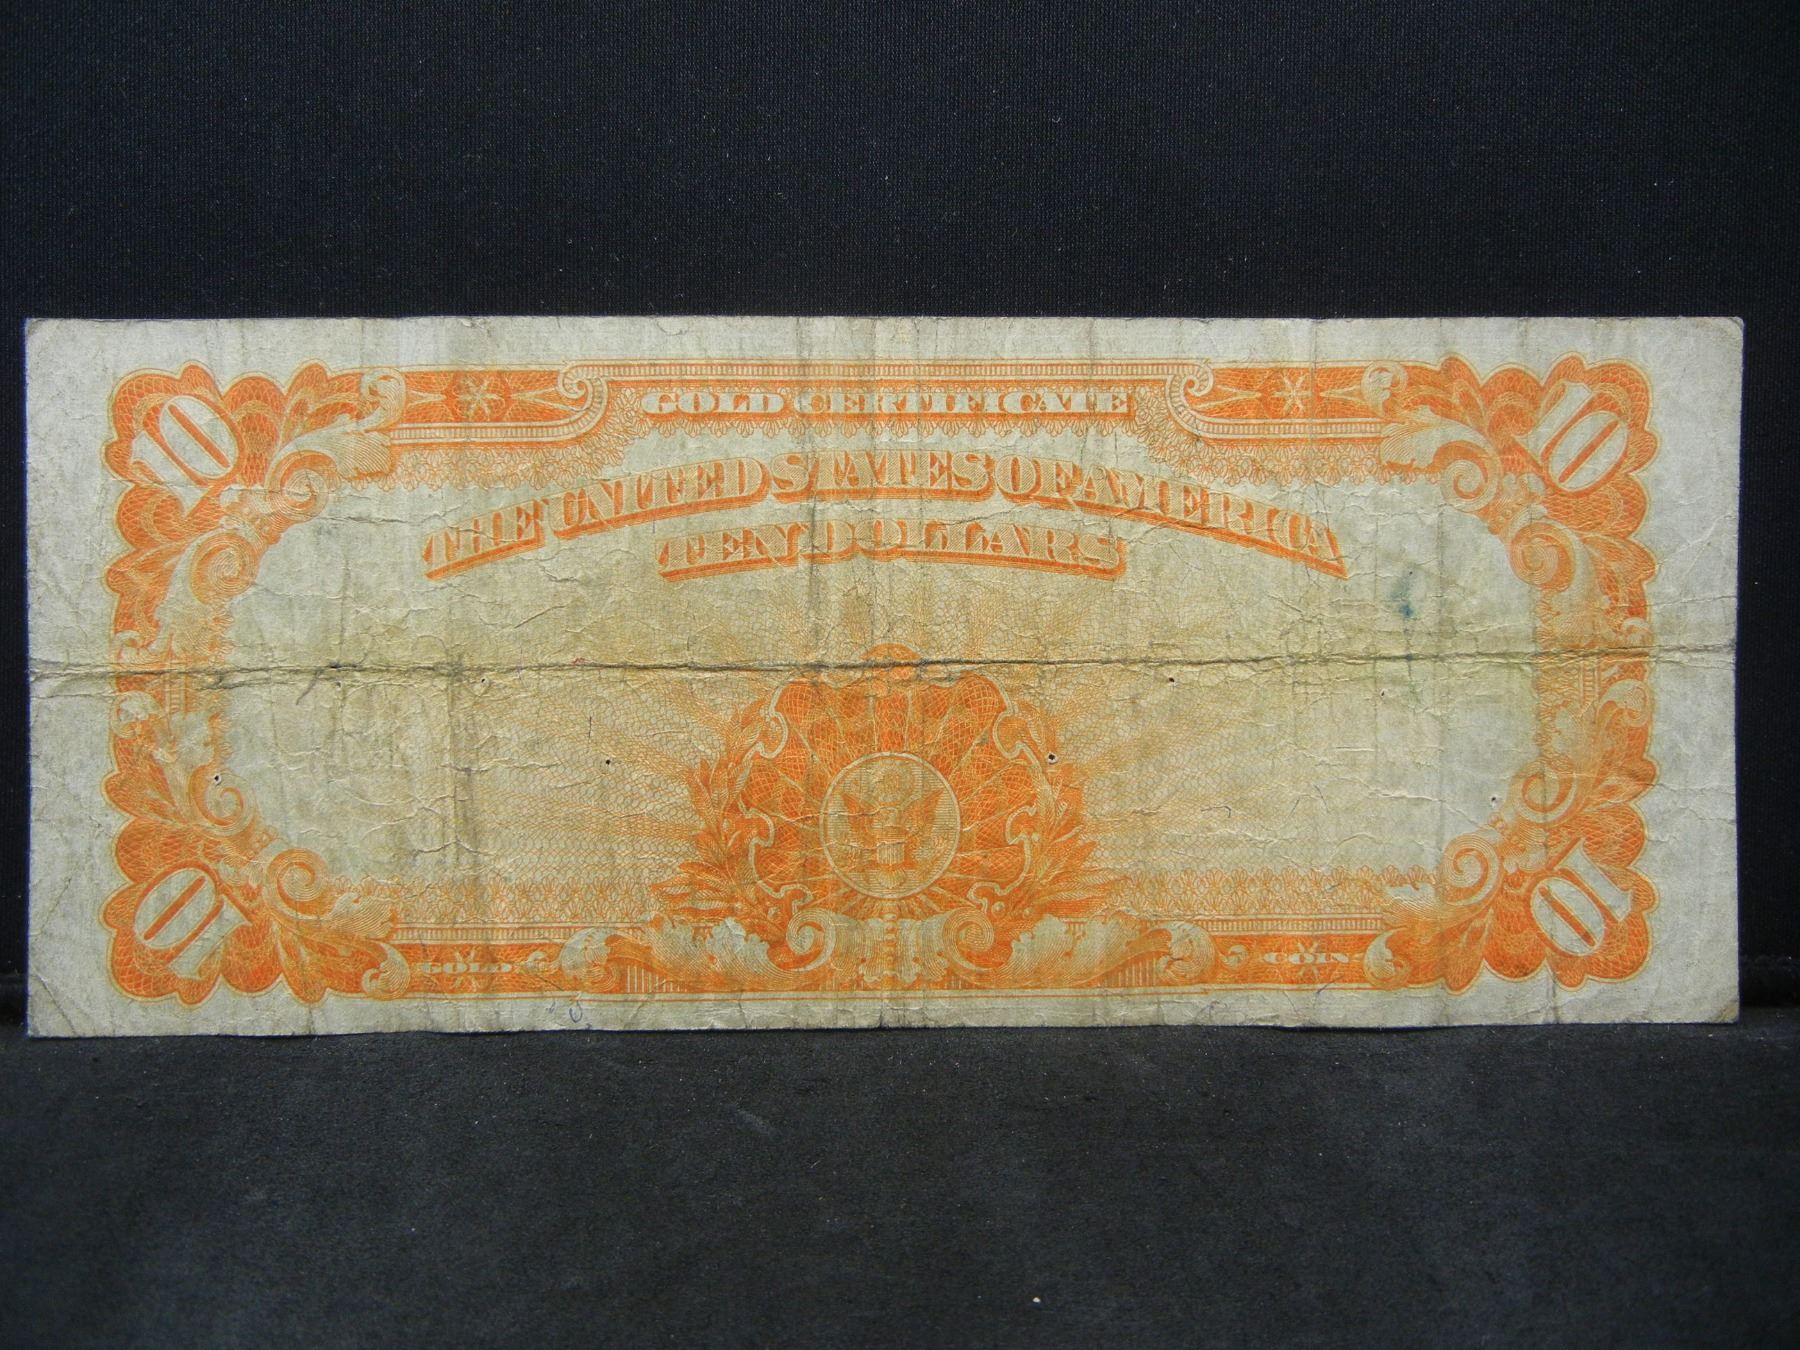 10 10
GOLD CERTIFICATE
THE UNITED STATES OF AMERICA
TEN DOLLARS
10 GOLD COIN 10